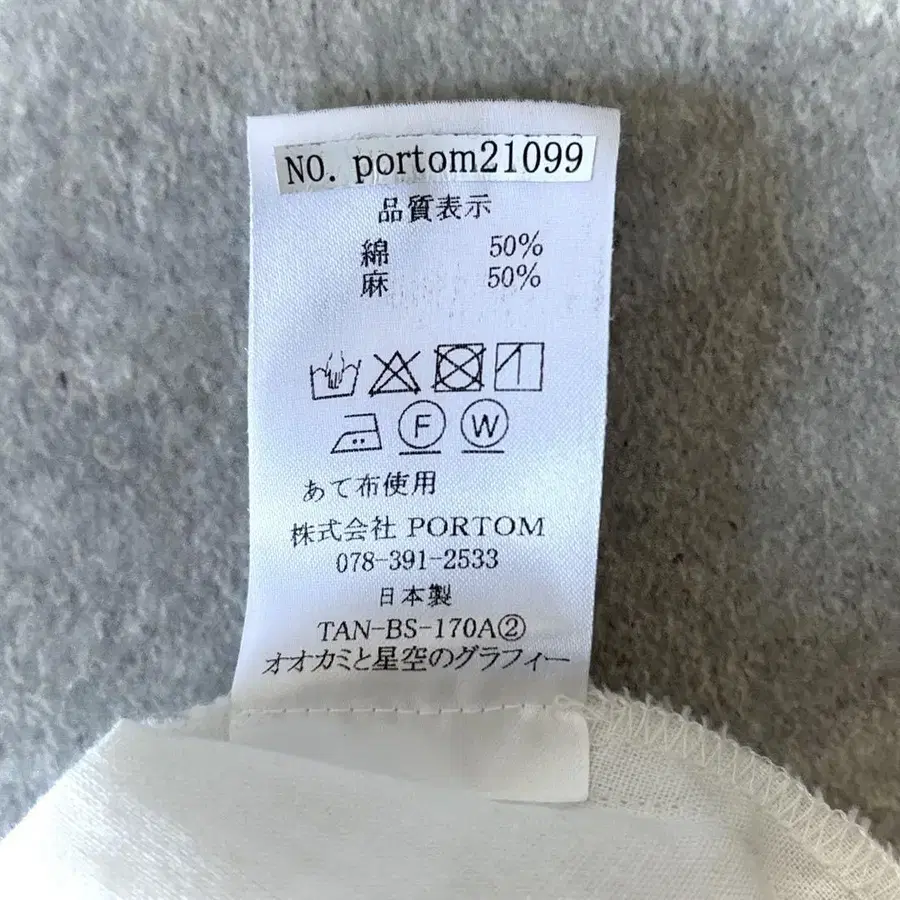 NO. portom21099
品質表示
綿 50%
麻 50%
F W
あて布使用
株式会社 PORTOM
078-391-2533
日本製
TAN-BS-170A②
オオカミと星空のグラフィー